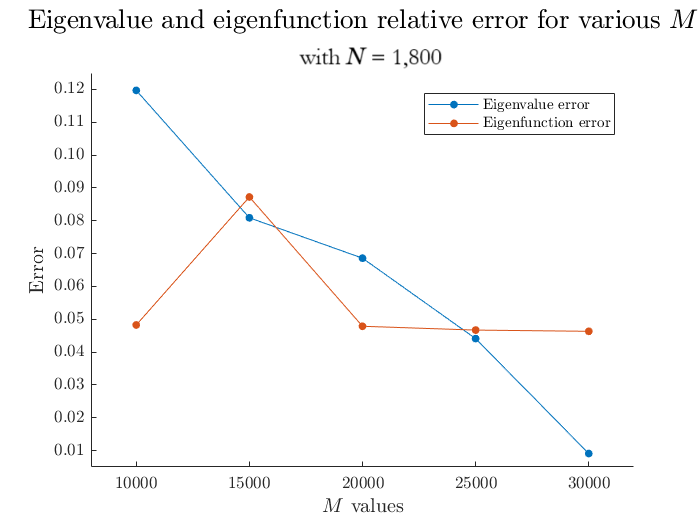 Eigenvalue and eigenfunction relative error for various M
with N = 1,800
Eigenvalue error
Eigenfunction error
0.12
0.11
0.10
0.09
0.08
0.07
0.06
0.05
0.04
0.03
0.02
0.01
Error
10000 15000 20000 25000 30000
M values